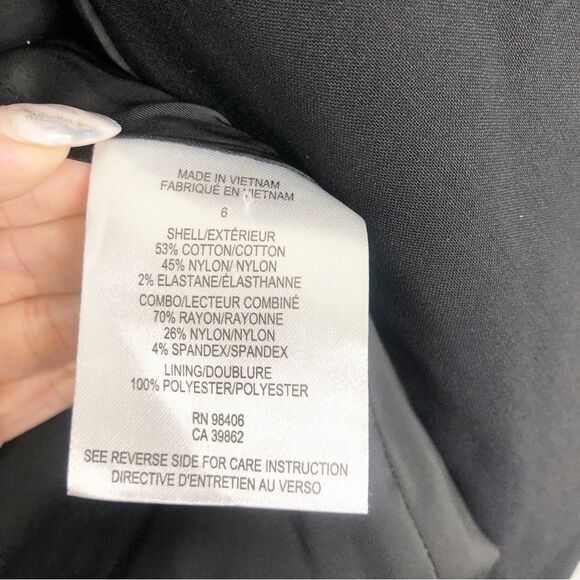 MADE IN VIETNAM
FABRIQUÉ EN VIETNAM
6
SHELL/EXTÉRIEUR
53% COTTON/COTTON
45% NYLON/NYLON
2% ELASTANE/ÉLASTHANNE
COMBO/LECTEUR COMBINÉ
70% RAYON/RAYONNE
26% NYLON/NYLON
4% SPANDEX/SPANDEX
LINING/DOUBLURE
100% POLYESTER/POLYESTER
RN 98406
CA 39862
SEE REVERSE SIDE FOR CARE INSTRUCTION
DIRECTIVE D'ENTRETIEN AU VERSO